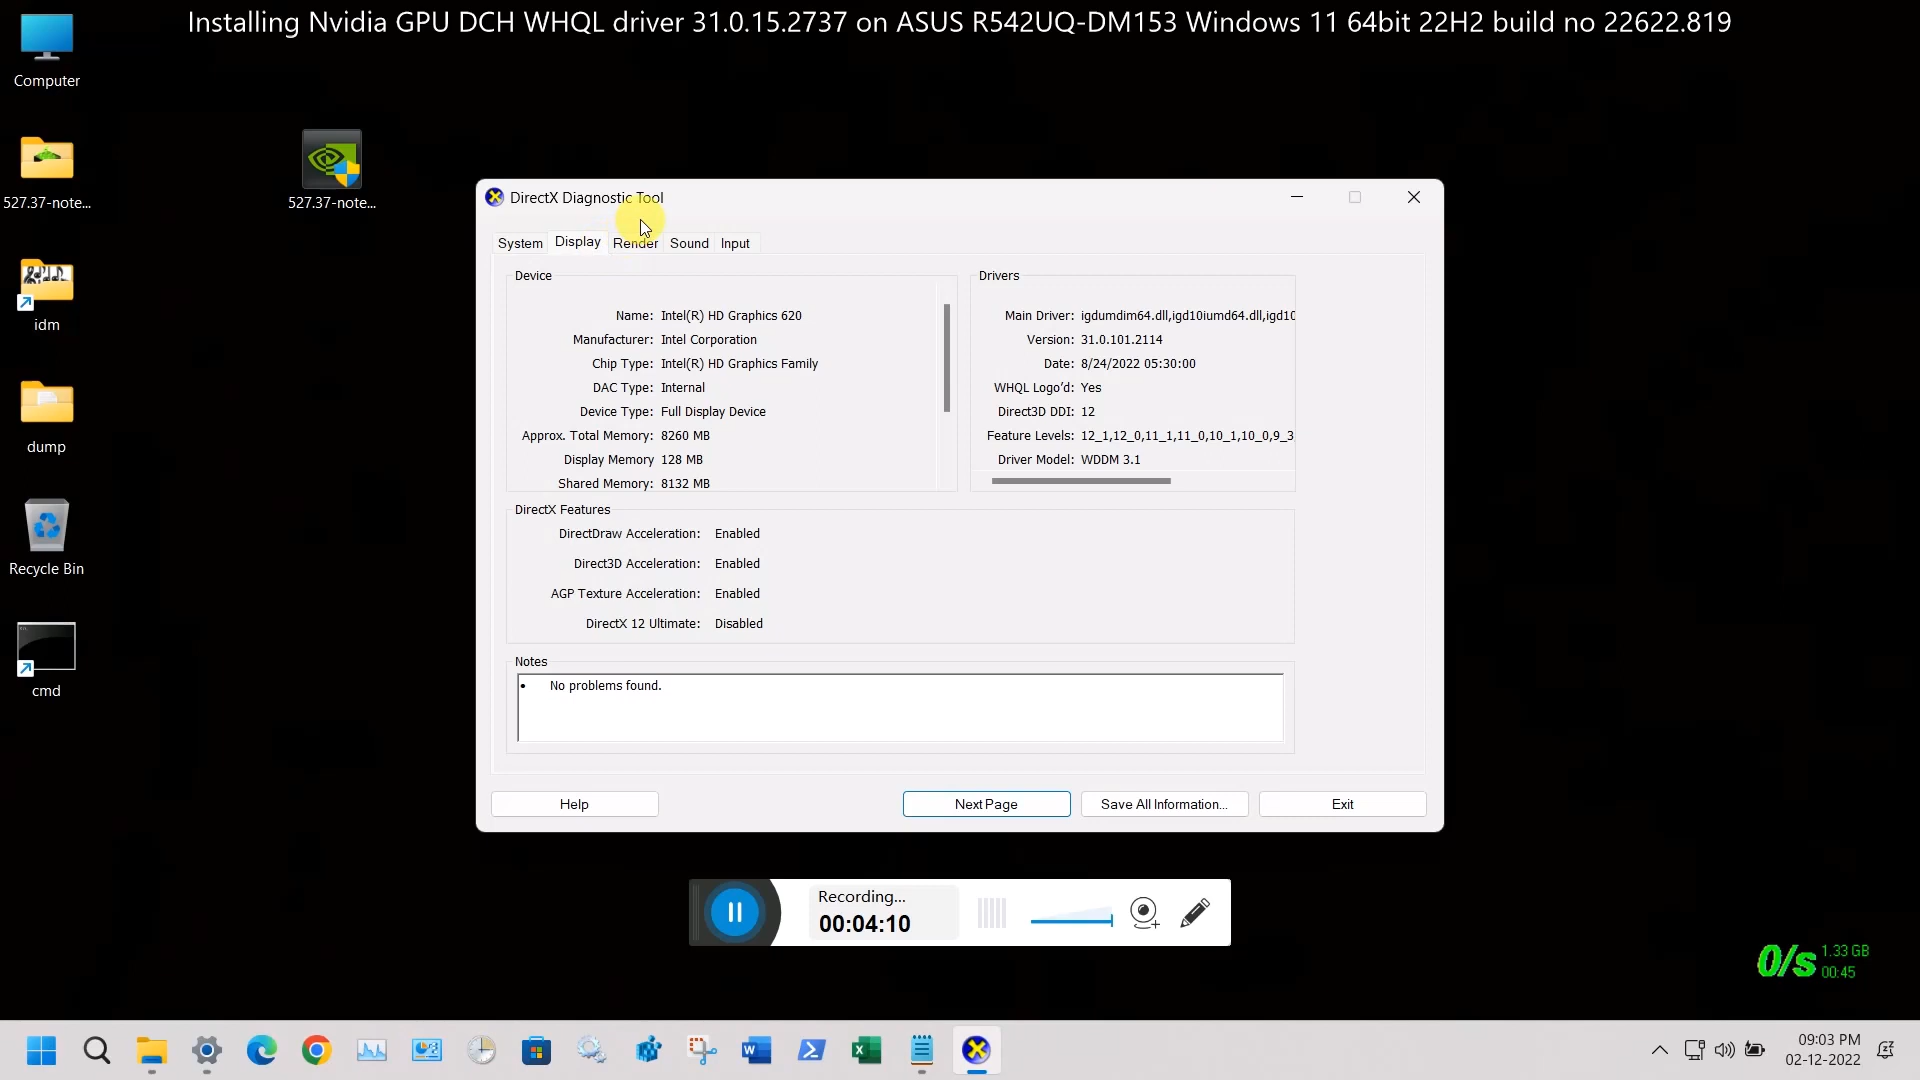 Installing Nvidia GPU DCH WHQL driver 31.0.15.2737 on ASUS R542UQ-DM153 Windows 11 64bit 22H2 build no 22622.819
Computer
527.37-note...
527.37-note...
idm
dump
Recycle Bin
cmd
DirectX Diagnostic Tool
System Display Render Sound Input
Device
Name: Intel(R) HD Graphics 620
Manufacturer: Intel Corporation
Chip Type: Intel(R) HD Graphics Family
DAC Type: Internal
Device Type: Full Display Device
Approx. Total Memory: 8260 MB
Display Memory 128 MB
Shared Memory: 8132 MB
Drivers
Main Driver: igdumdim64.dll,igd10iumd64.dll,igd10
Version: 31.0.101.2114
Date: 8/24/2022 05:30:00
WHQL Logo'd: Yes
Direct3D DDI: 12
Feature Levels: 12_1,12_0,11_1,11_0,10_1,10_0,9_3
Driver Model: WDDM 3.1
DirectX Features
DirectDraw Acceleration: Enabled
Direct3D Acceleration: Enabled
AGP Texture Acceleration: Enabled
DirectX 12 Ultimate: Disabled
Notes
• No problems found.
Help
Next Page
Save All Information...
Exit
Recording...
00:04:10
0/s
1.33 GB
00:45
09:03 PM
02-12-2022